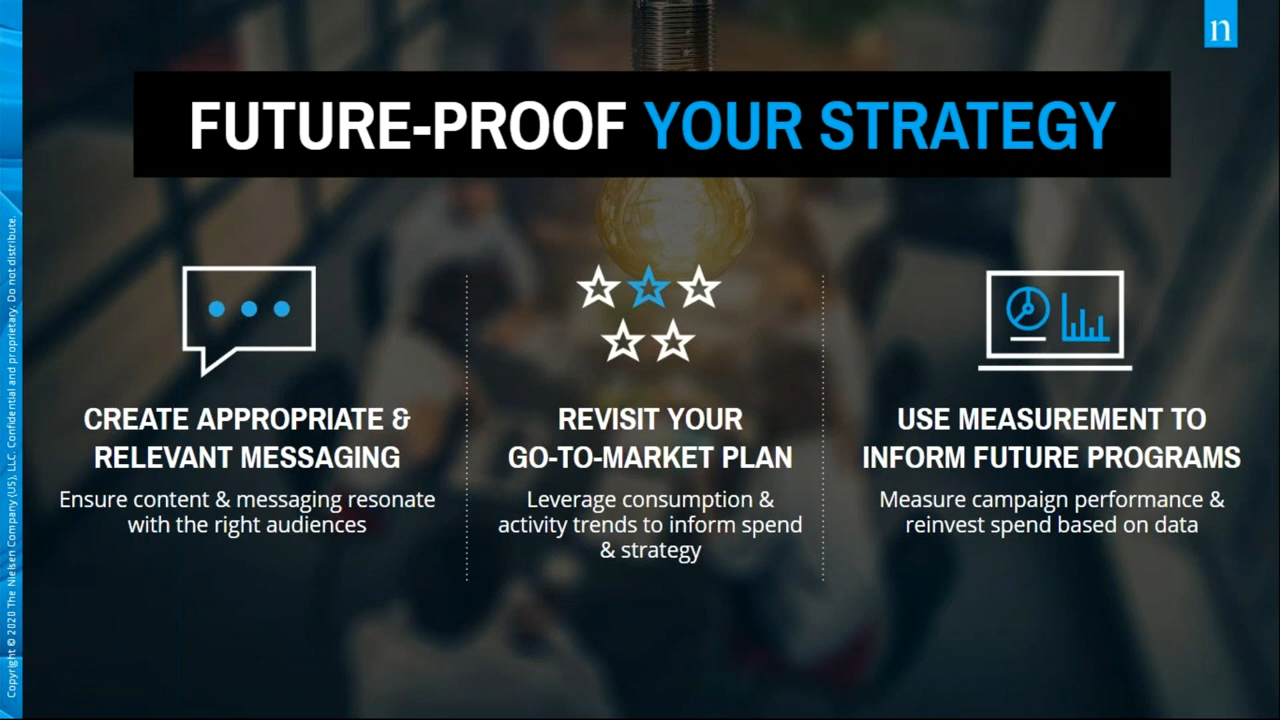 n
FUTURE-PROOF YOUR STRATEGY
CREATE APPROPRIATE &
RELEVANT MESSAGING
Ensure content & messaging resonate
with the right audiences
REVISIT YOUR
GO-TO-MARKET PLAN
Leverage consumption &
activity trends to inform spend
& strategy
USE MEASUREMENT TO
INFORM FUTURE PROGRAMS
Measure campaign performance &
reinvest spend based on data
Copyright © 2020 The Nielsen Company (US), LLC. Confidential and proprietary. Do not distribute.